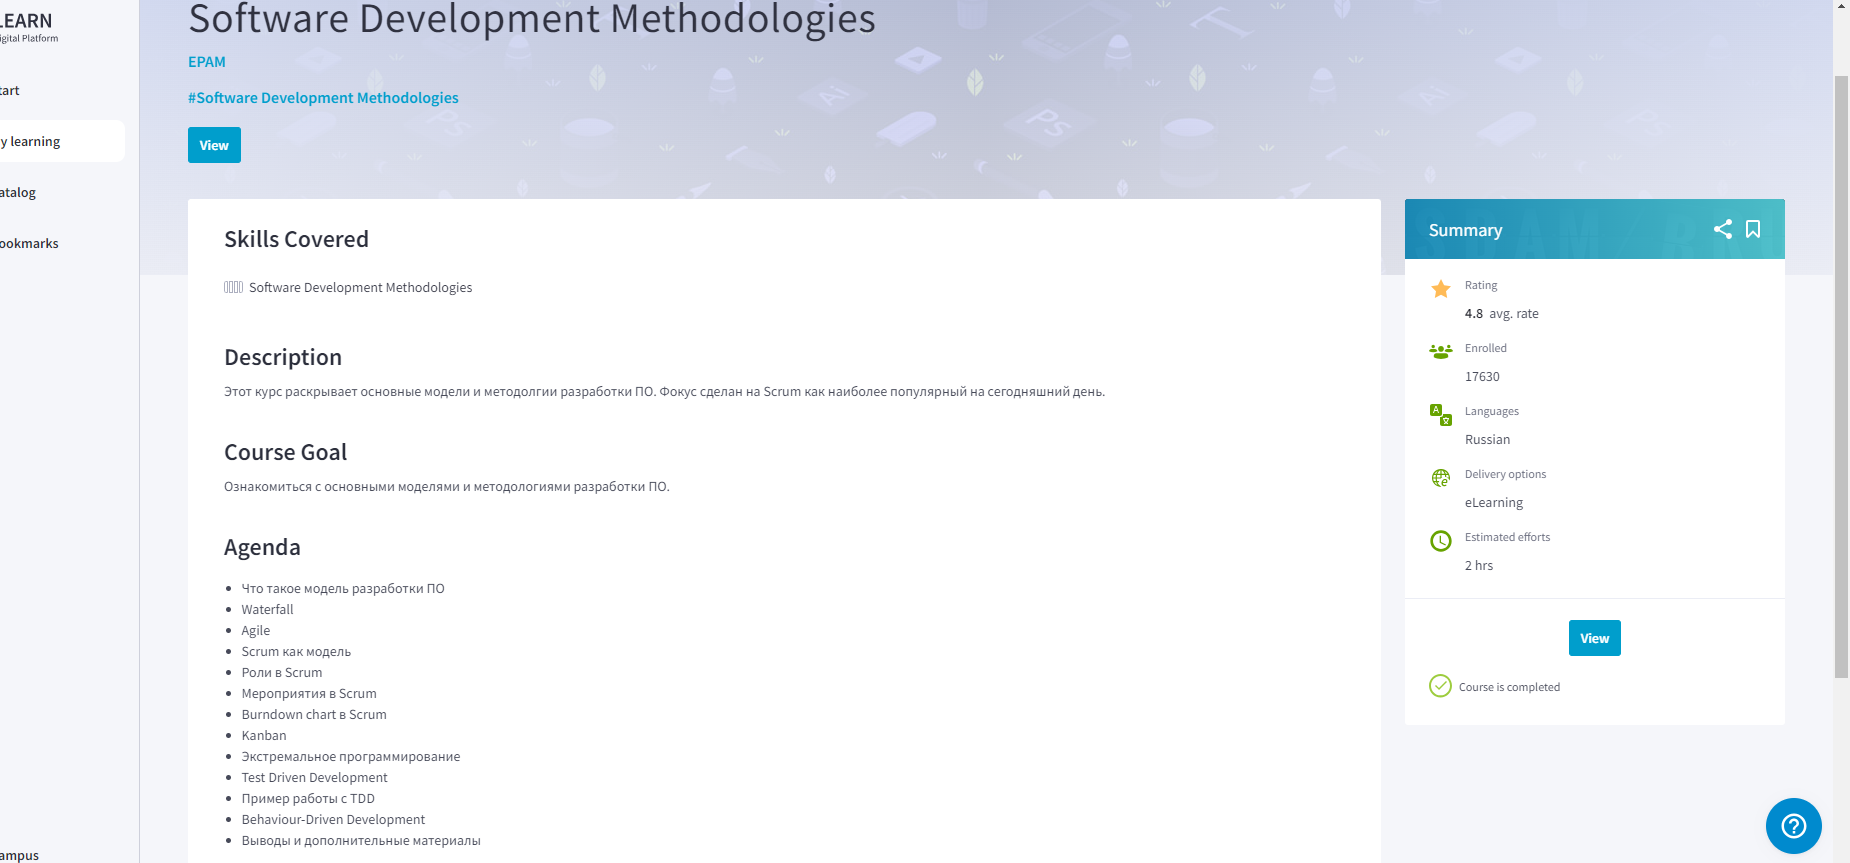 LEARN
igital Platform
tart
y learning
atalog
ookmarks
ampus
Software Development Methodologies
EPAM
#Software Development Methodologies
View
Skills Covered
Software Development Methodologies
Description
Этот курс раскрывает основные модели и методолгии разработки ПО. Фокус сделан на Scrum как наиболее популярный на сегодняшний день.
Course Goal
Ознакомиться с основными моделями и методологиями разработки ПО.
Agenda
Что такое модель разработки ПО
Waterfall
Agile
Scrum как модель
Роли в Scrum
Мероприятия в Scrum
Burndown chart в Scrum
Kanban
Экстремальное программирование
Test Driven Development
Пример работы с TDD
Behaviour-Driven Development
Выводы и дополнительные материалы
Summary
Rating
4.8 avg. rate
Enrolled
17630
Languages
Russian
Delivery options
eLearning
Estimated efforts
2 hrs
View
Course is completed